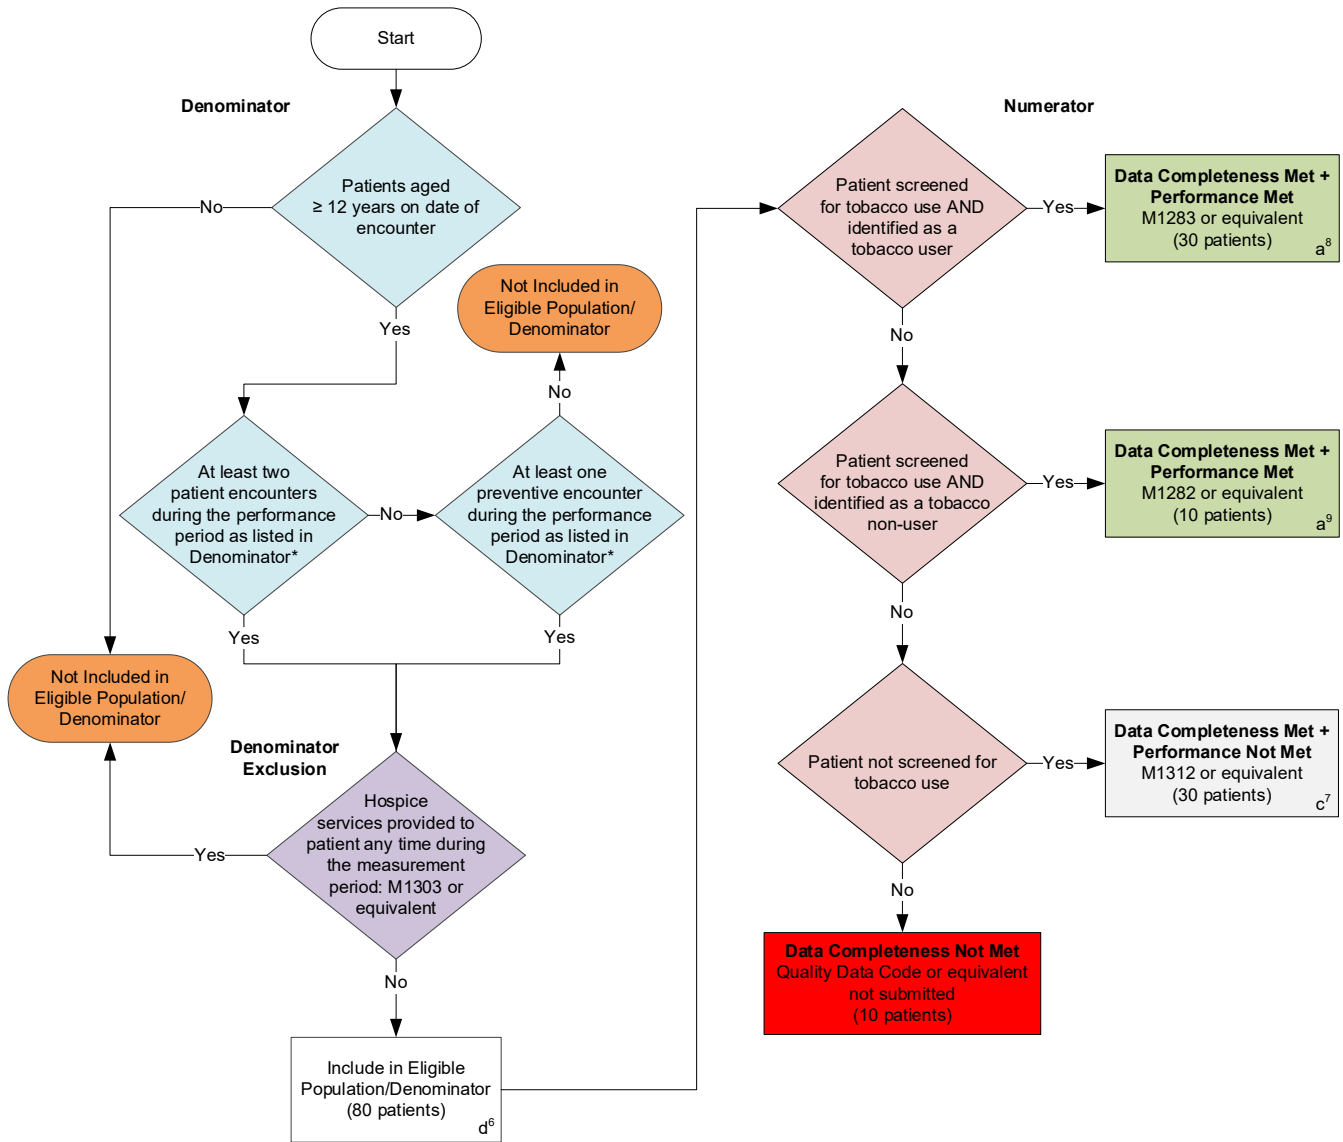 Start
Denominator
Patients aged
≥ 12 years on date of
encounter
No
Yes
Not Included in
Eligible Population/
Denominator
No
At least two
patient encounters
during the performance
period as listed in
Denominator*
No
At least one
preventive encounter
during the performance
period as listed in
Denominator*
Yes
Yes
Not Included in
Eligible Population/
Denominator
Denominator
Exclusion
Hospice
services provided to
patient any time during
the measurement
period: M1303 or
equivalent
Yes
No
Include in Eligible
Population/Denominator
(80 patients)
d⁶
Numerator
Patient screened
for tobacco use AND
identified as a
tobacco user
Yes
Data Completeness Met +
Performance Met
M1283 or equivalent
(30 patients)
a⁸
No
Patient screened
for tobacco use AND
identified as a tobacco
non-user
Yes
Data Completeness Met +
Performance Met
M1282 or equivalent
(10 patients)
a⁹
No
Patient not screened for
tobacco use
Yes
Data Completeness Met +
Performance Not Met
M1312 or equivalent
(30 patients)
c⁷
No
Data Completeness Not Met
Quality Data Code or equivalent
not submitted
(10 patients)